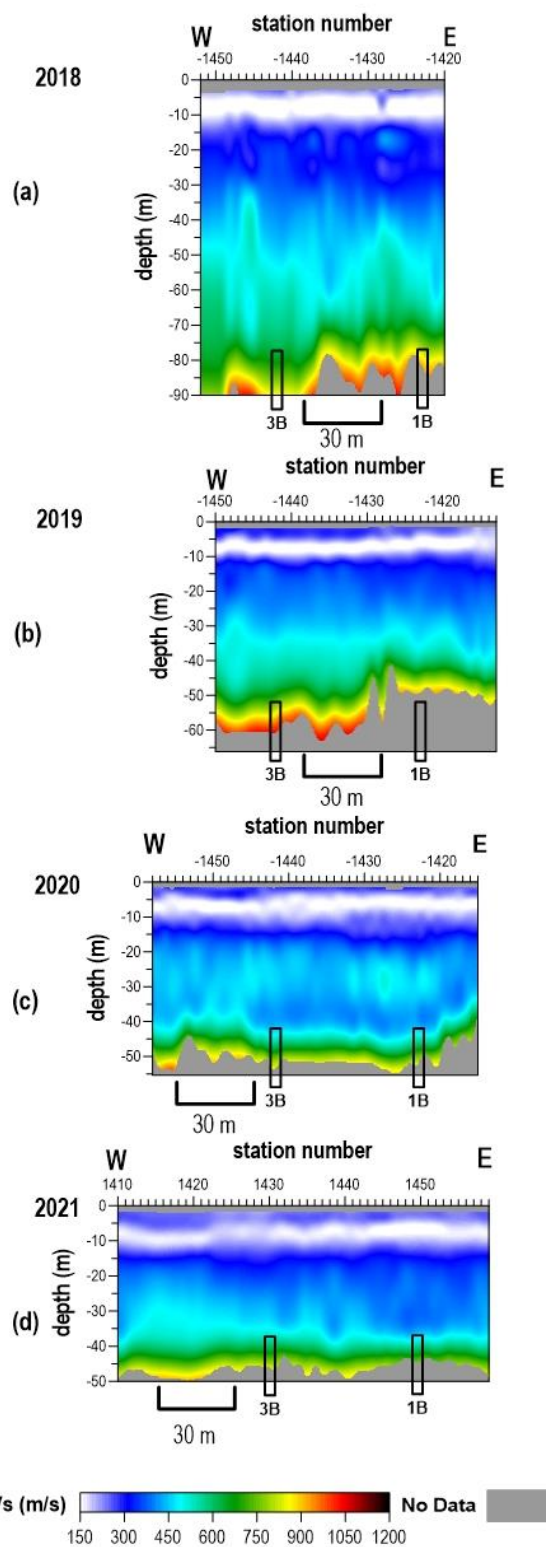 station number
W E
-1450 -1440 -1430 -1420
2018
0
-10
-20
-30
-40
-50
-60
-70
-80
-90
depth (m)
(a)
3B 1B
30 m
station number
W E
-1450 -1440 -1430 -1420
2019
0
-10
-20
-30
-40
-50
-60
depth (m)
(b)
3B 1B
30 m
station number
W E
-1450 -1440 -1430 -1420
2020
0
-10
-20
-30
-40
-50
depth (m)
(c)
3B 1B
30 m
station number
W E
1410 1420 1430 1440 1450
2021
0
-10
-20
-30
-40
-50
depth (m)
(d)
3B 1B
30 m
/s (m/s) No Data
150 300 450 600 750 900 1050 1200